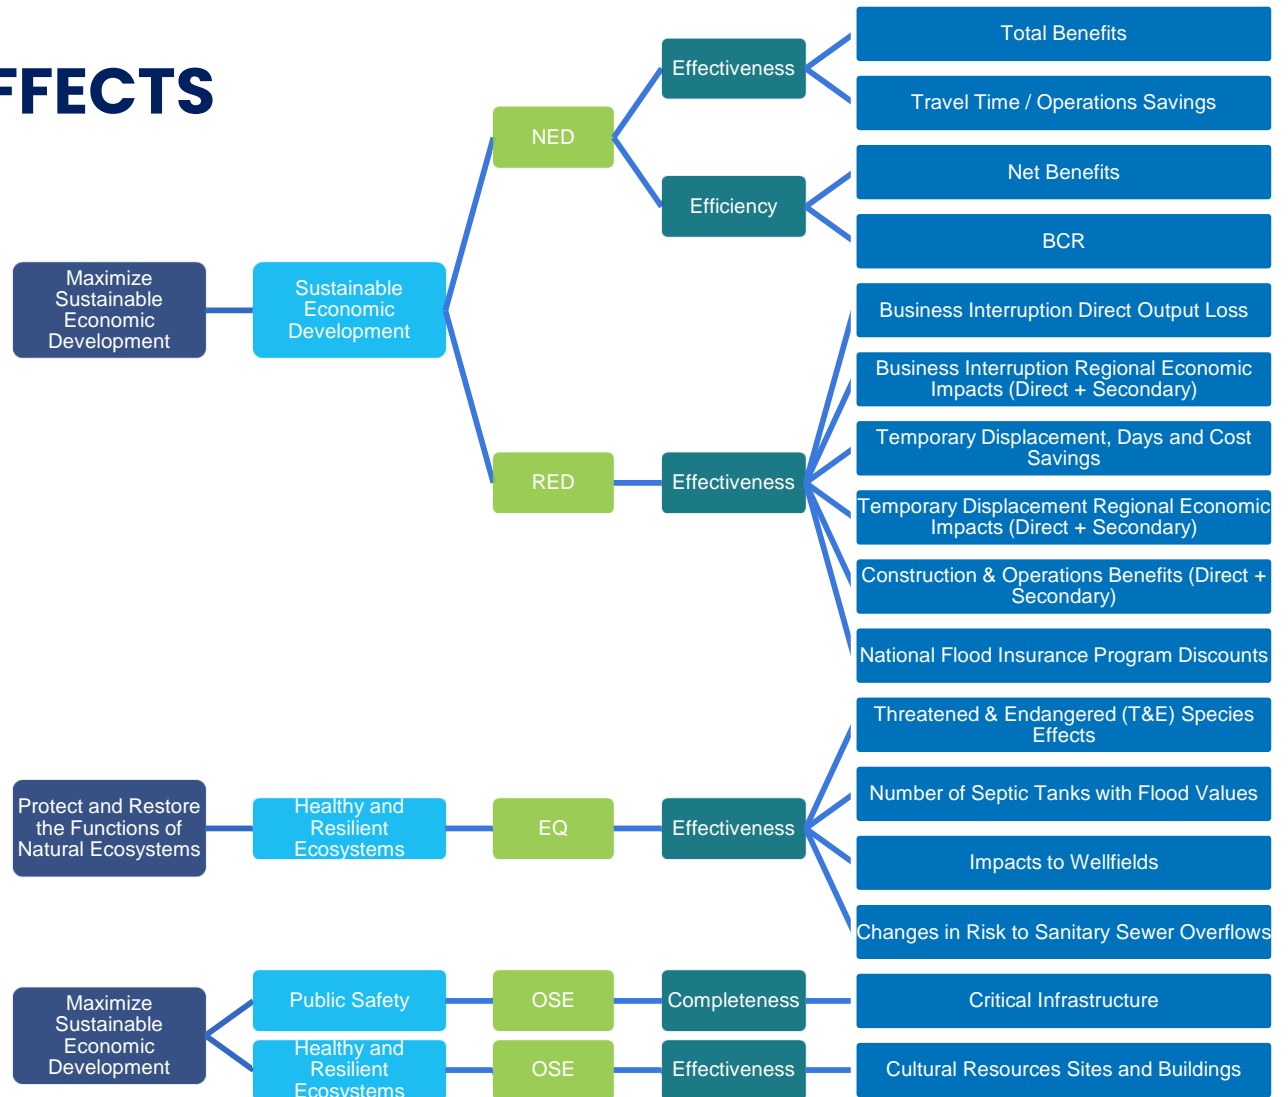 FFECTS
Maximize
Sustainable
Economic
Development
Sustainable
Economic
Development
NED
Effectiveness
Total Benefits
Travel Time / Operations Savings
Efficiency
Net Benefits
BCR
RED
Effectiveness
Business Interruption Direct Output Loss
Business Interruption Regional Economic
Impacts (Direct + Secondary)
Temporary Displacement, Days and Cost
Savings
Temporary Displacement Regional Economic
Impacts (Direct + Secondary)
Construction & Operations Benefits (Direct +
Secondary)
National Flood Insurance Program Discounts
Protect and Restore
the Functions of
Natural Ecosystems
Healthy and
Resilient
Ecosystems
EQ
Effectiveness
Threatened & Endangered (T&E) Species
Effects
Number of Septic Tanks with Flood Values
Impacts to Wellfields
Changes in Risk to Sanitary Sewer Overflows
Maximize
Sustainable
Economic
Development
Public Safety
OSE
Completeness
Critical Infrastructure
Healthy and
Resilient
Ecosystems
OSE
Effectiveness
Cultural Resources Sites and Buildings